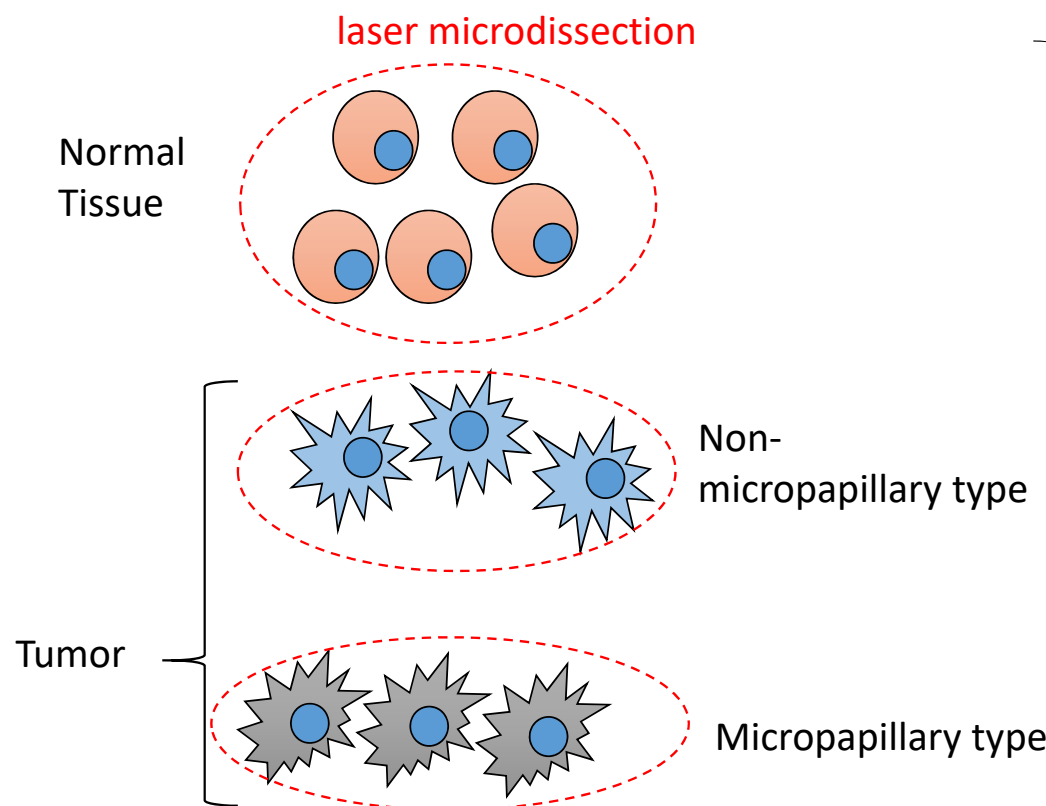 laser microdissection
Normal
Tissue
Non-
micropapillary type
Tumor
Micropapillary type